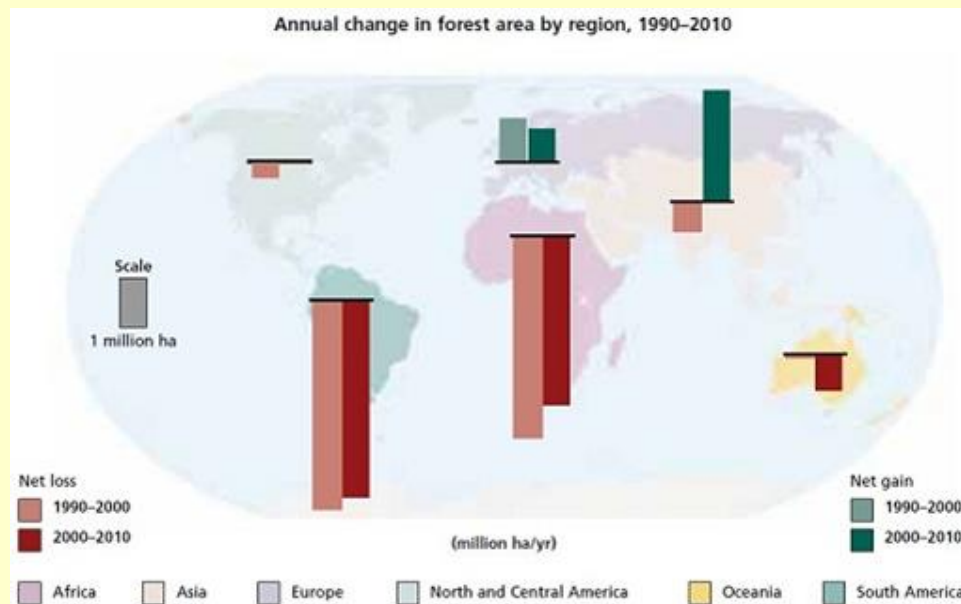 Annual change in forest area by region, 1990–2010
Scale
1 million ha
Net loss
1990–2000
2000–2010
(million ha/yr)
Net gain
1990–2000
2000–2010
Africa
Asia
Europe
North and Central America
Oceania
South America